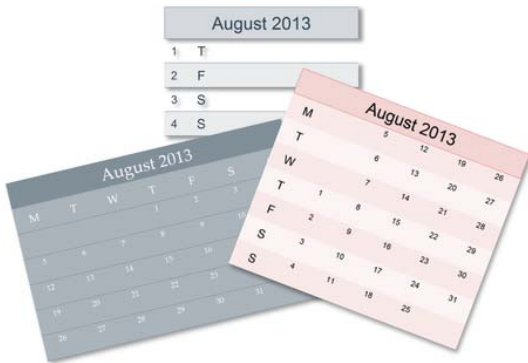 August 2013
1 T
2 F
3 S
4 S
August 2013
M T W T F S
1 2 3
5 6 7 8 9 10
12 13 14 15 16
19 20 21 22 23
26 27 28 29 30 31
August 2013
M 5 12 19 26
T 6 13 20 27
W 7 14 21 28
T 1 8 15 22 29
F 2 9 16 23 30
S 3 10 17 24 31
S 4 11 18 25